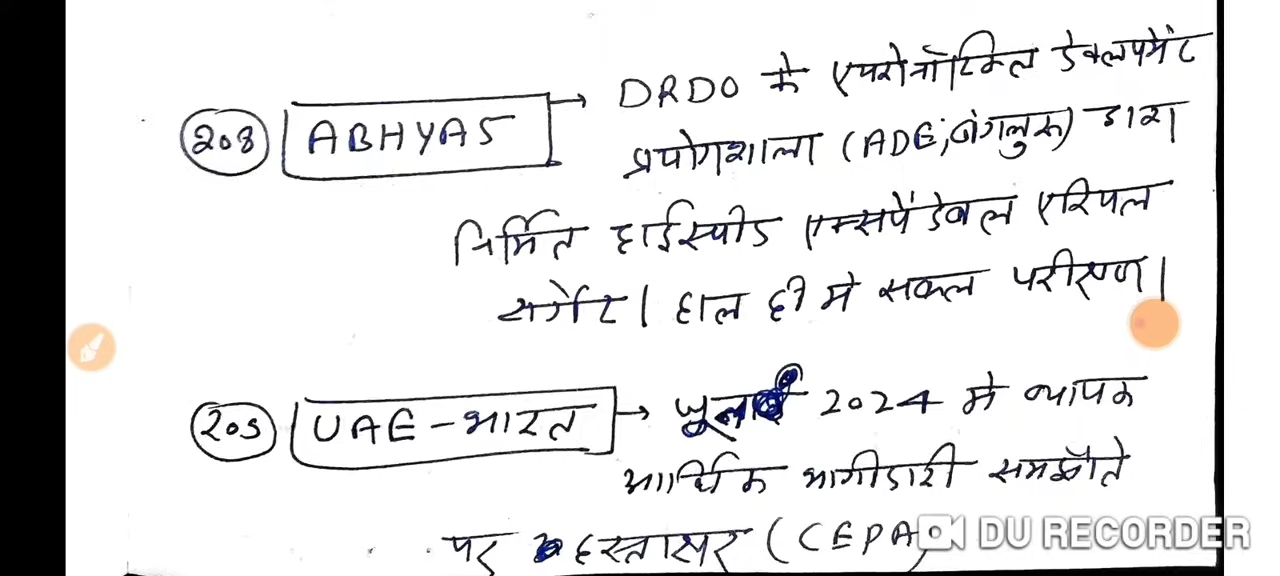 DRDO के एयरोनॉटिकल डेवलपमेंट
208 ABHYAS प्रयोगशाला (ADE, बेंगलुरू) द्वारा
निर्मित हाईस्पीड एक्सपेंडेबल एरियल
टार्गेट। हाल ही मे सफल परीक्षण।
209 UAE-भारत → जुलाई 2024 मे व्यापक
आर्थिक भागीदारी समझौते
पर हस्ताक्षर (CEPA)
DU RECORDER